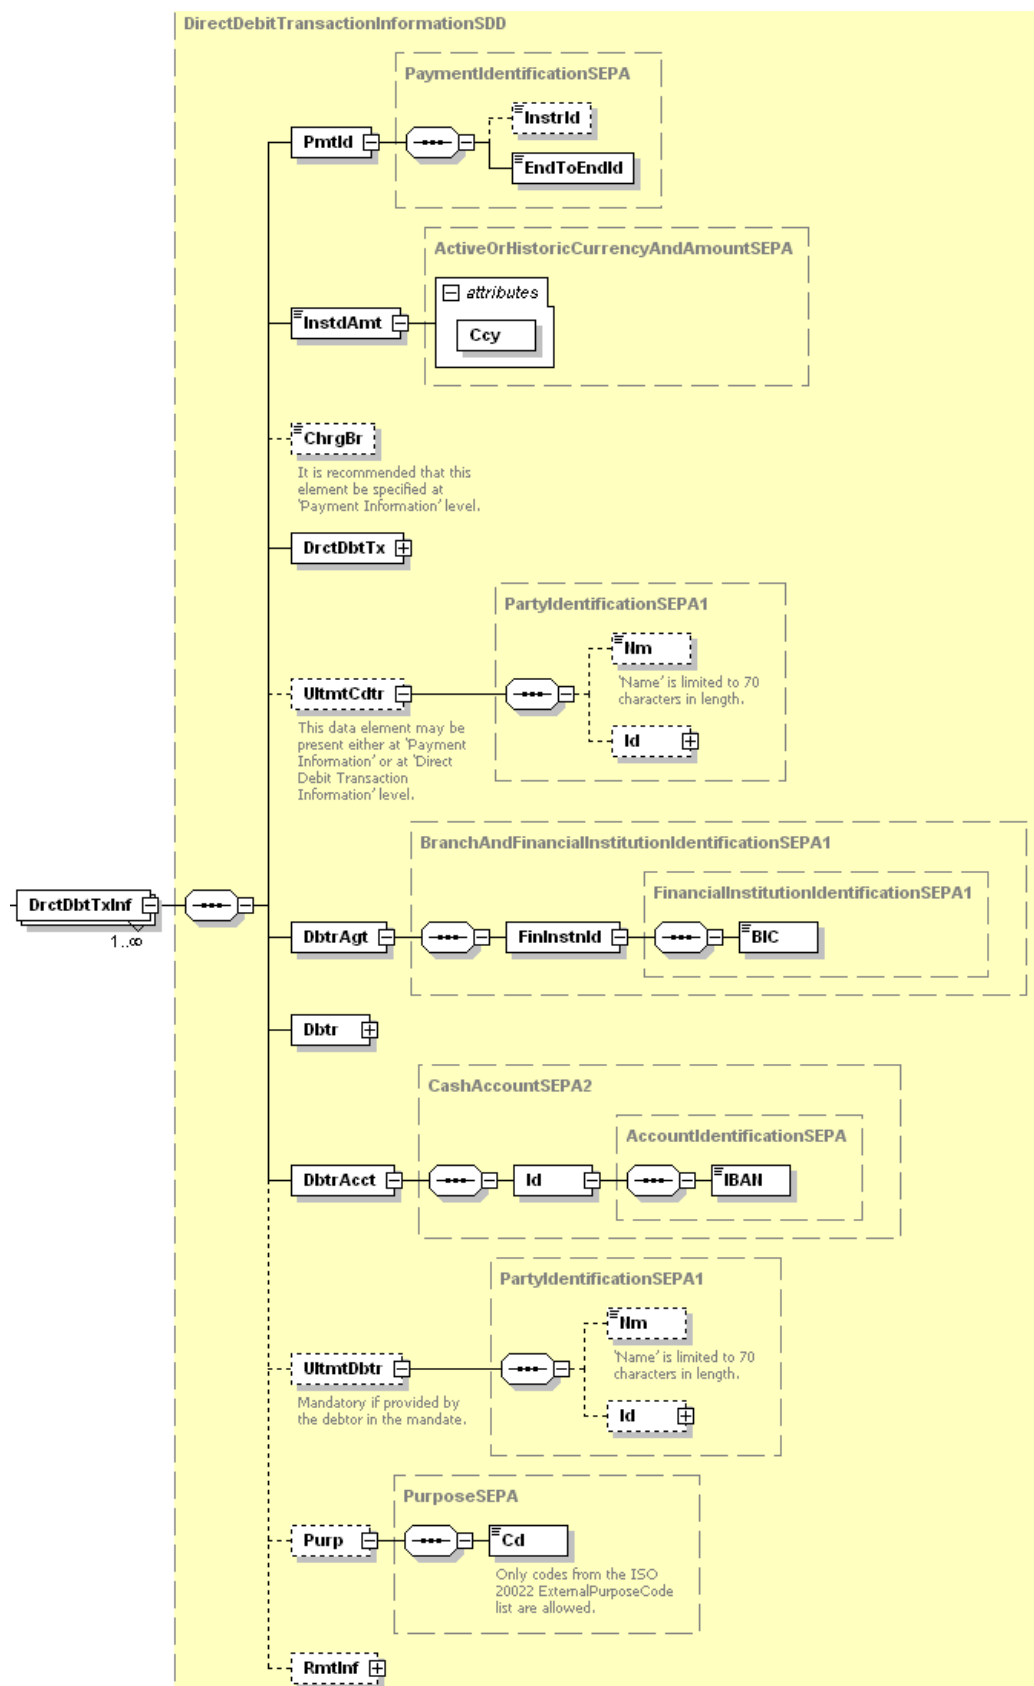 DirectDebitTransactionInformationSDD
PaymentIdentificationSEPA
InstrId
PmtId
EndToEndId
ActiveOrHistoricCurrencyAndAmountSEPA
attributes
InstdAmt
Ccy
ChrgBr
It is recommended that this
element be specified at
'Payment Information' level.
DrctDbtTx
PartyIdentificationSEPA1
Nm
'Name' is limited to 70
characters in length.
UltmtCdtr
This data element may be
present either at 'Payment
Information' or at 'Direct
Debit Transaction
Information' level.
Id
BranchAndFinancialInstitutionIdentificationSEPA1
FinancialInstitutionIdentificationSEPA1
DrctDbtTxInf
1..∞
DbtrAgt
FinInstnId
BIC
Dbtr
CashAccountSEPA2
AccountIdentificationSEPA
DbtrAcct
Id
IBAN
PartyIdentificationSEPA1
Nm
'Name' is limited to 70
characters in length.
UltmtDbtr
Mandatory if provided by
the debtor in the mandate.
Id
PurposeSEPA
Purp
Cd
Only codes from the ISO
20022 ExternalPurposeCode
list are allowed.
RmtInf